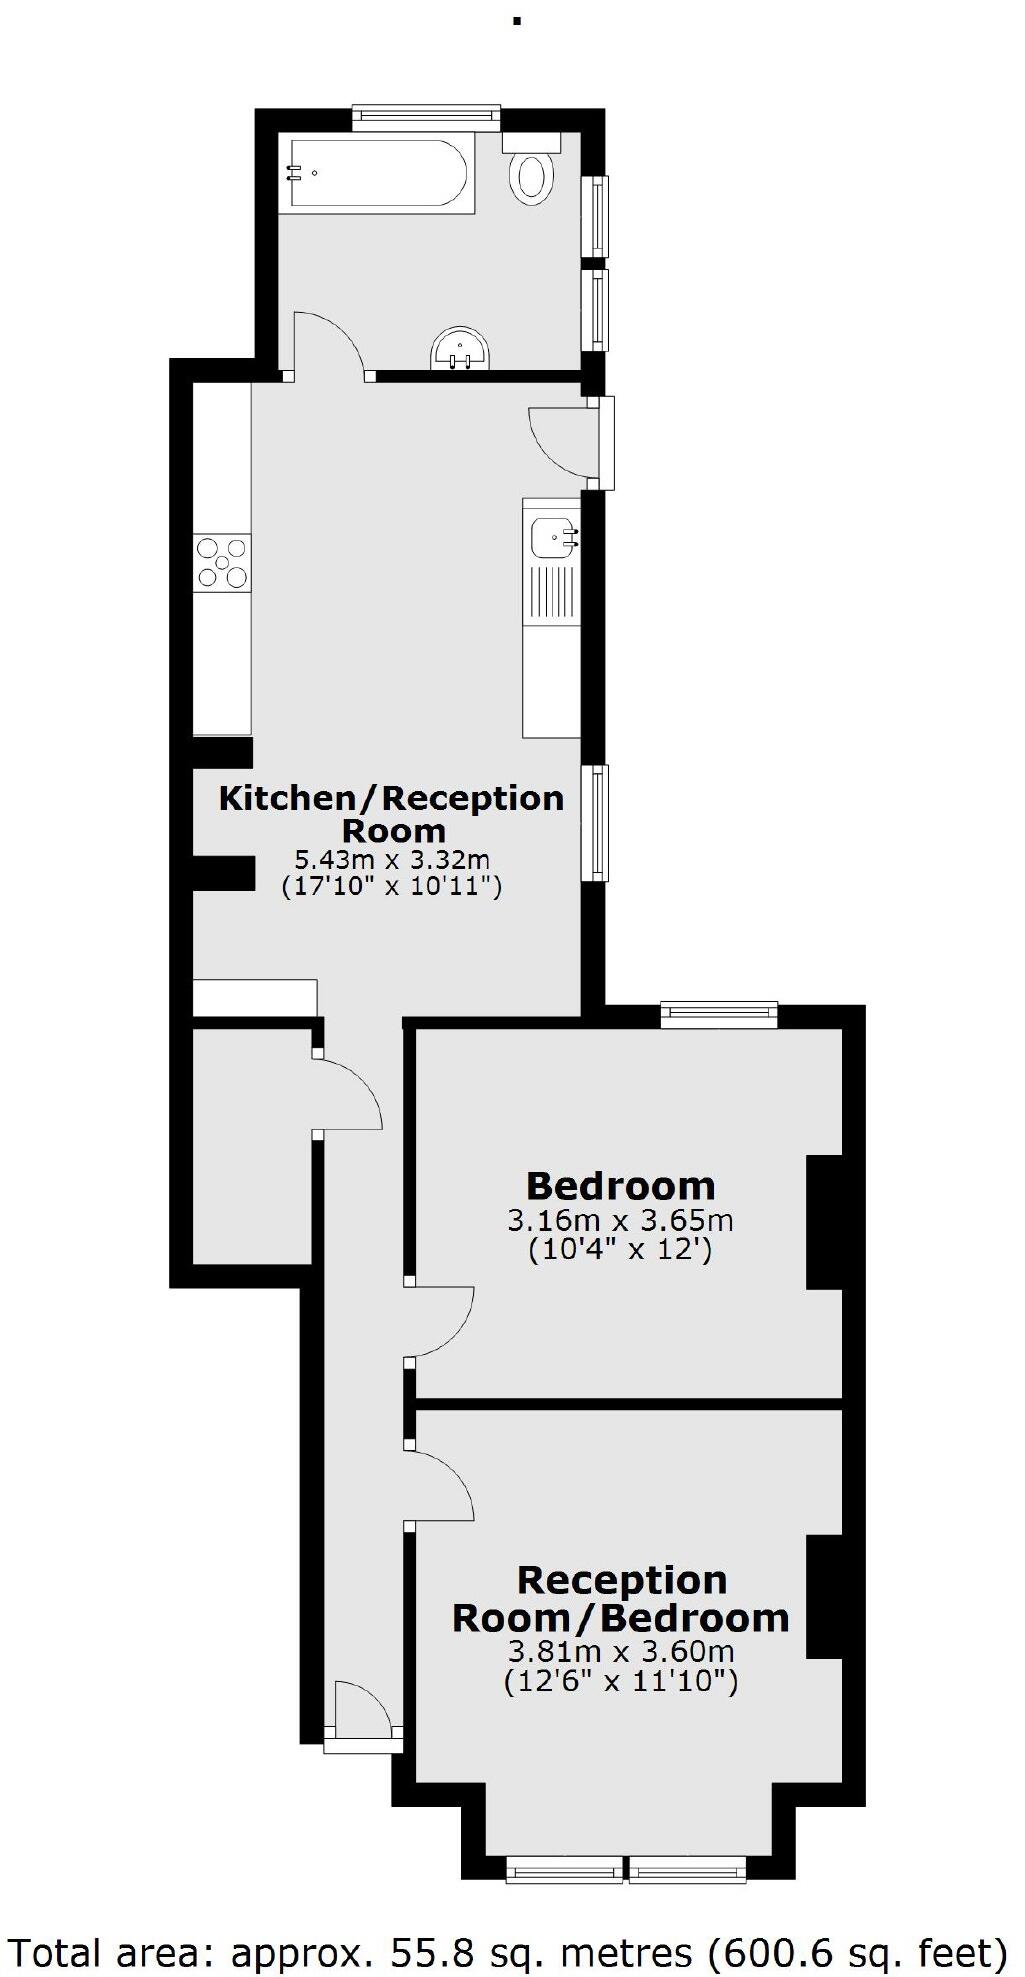 Kitchen/Reception
Room
5.43m x 3.32m
(17'10" x 10'11")
Bedroom
3.16m x 3.65m
(10'4" x 12')
Reception
Room/Bedroom
3.81m x 3.60m
(12'6" x 11'10")
Total area: approx. 55.8 sq. metres (600.6 sq. feet)